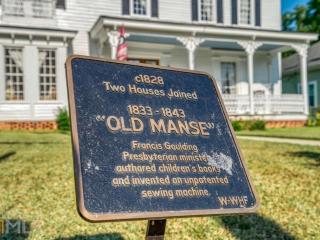 c1828
Two Houses Joined
1833 - 1843
"OLD MANSE"
Francis Goulding
Presbyterian minister
authored children's books
and invented an unpatented
sewing machine.
W-WHF